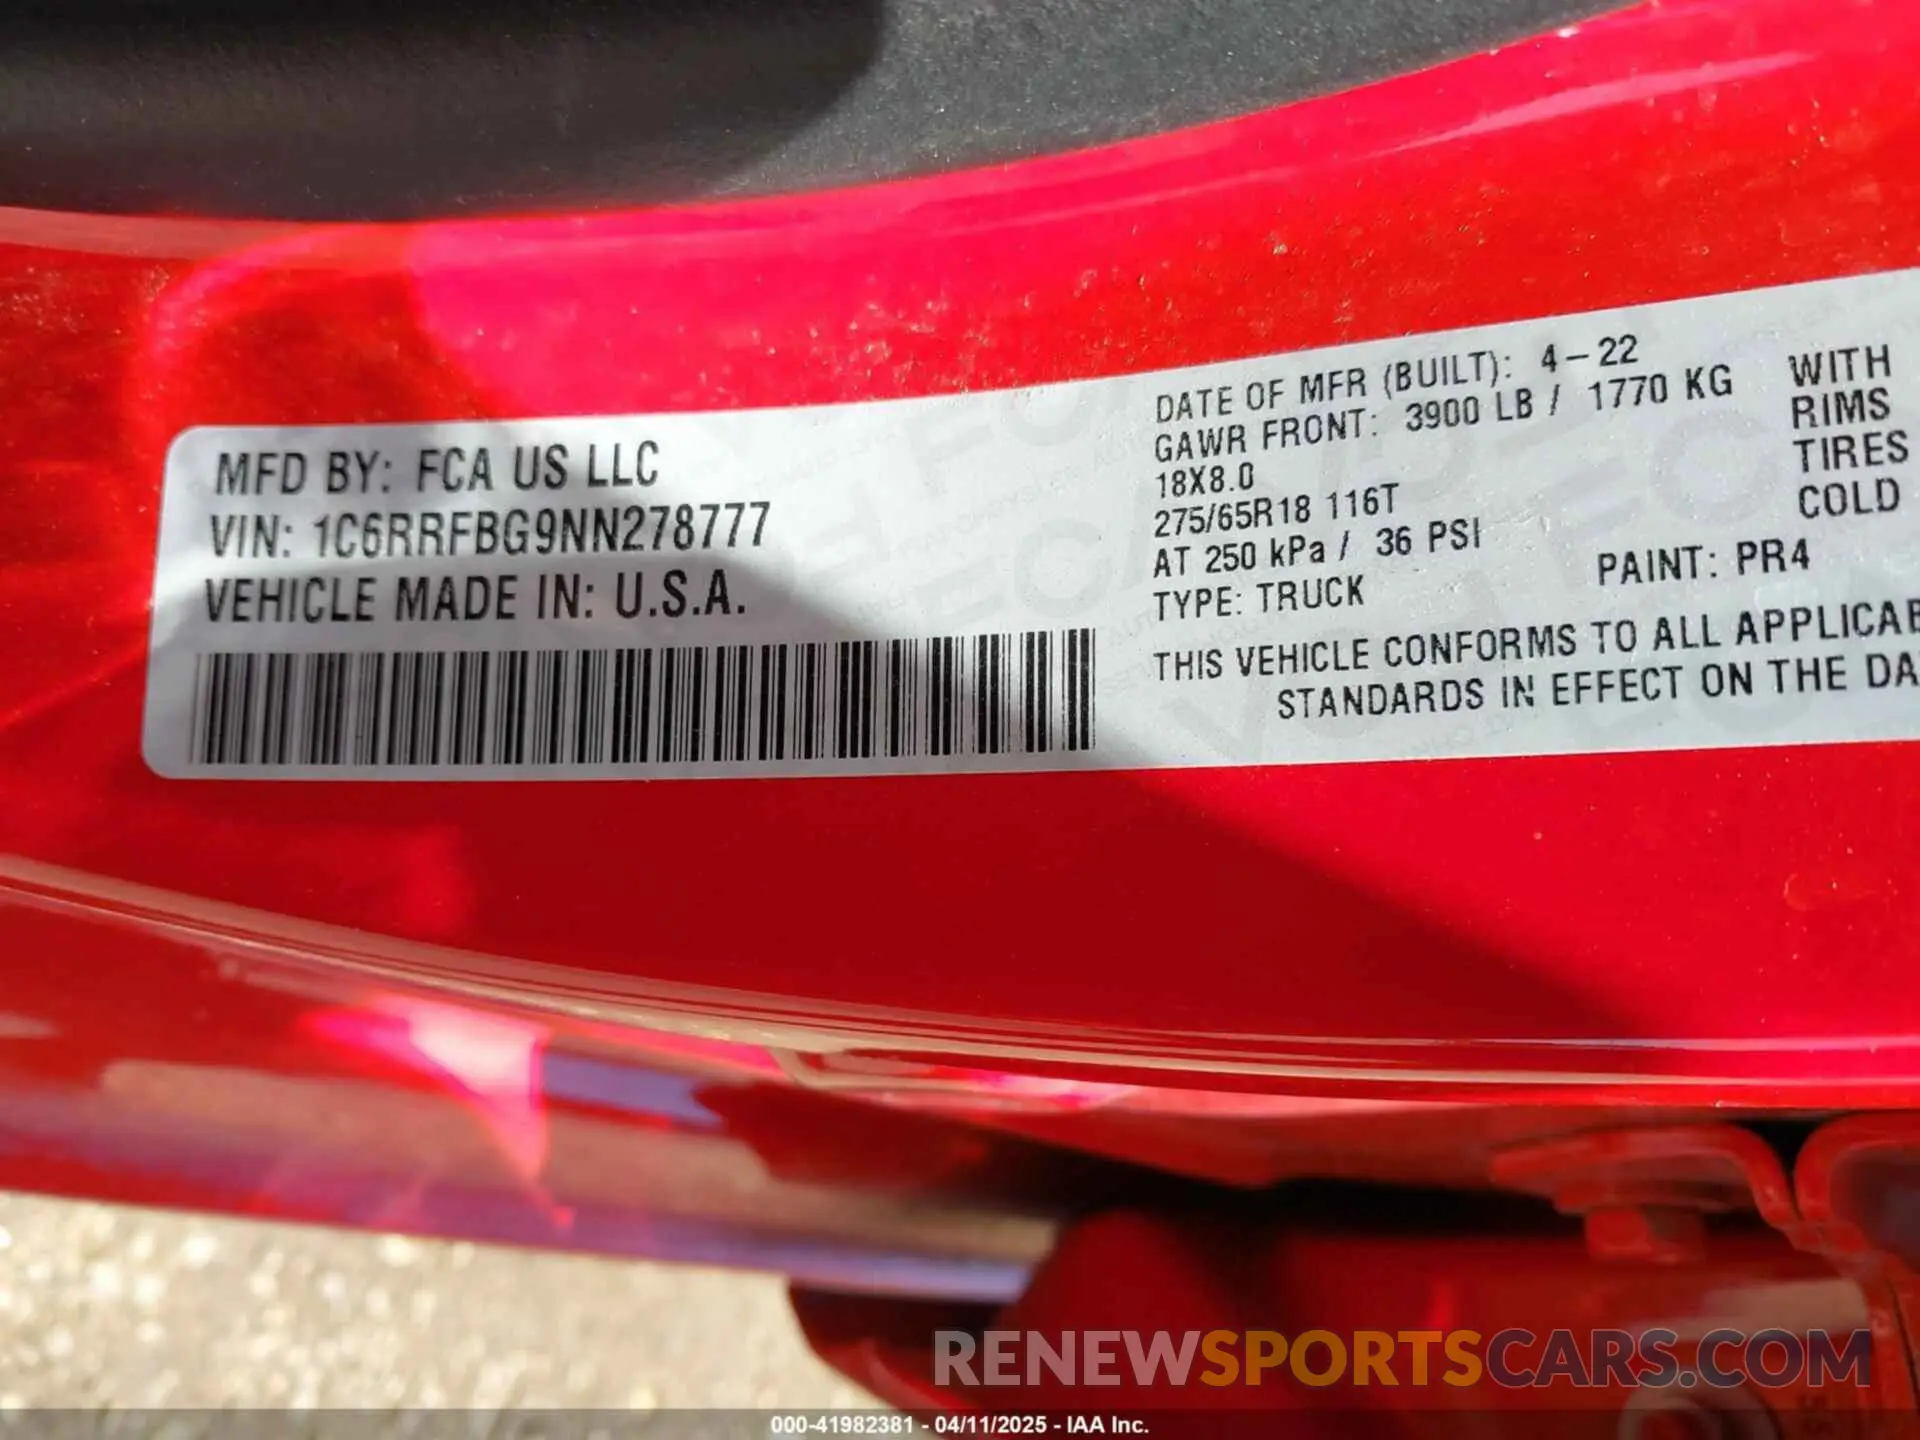 MFD BY: FCA US LLC
VIN: 1C6RRFBG9NN278777
VEHICLE MADE IN: U.S.A.
DATE OF MFR (BUILT): 4-22
GAWR FRONT: 3900 LB / 1770 KG WITH
18X8.0 RIMS
275/65R18 116T TIRES
AT 250 kPa / 36 PSI COLD
TYPE: TRUCK PAINT: PR4
THIS VEHICLE CONFORMS TO ALL APPLICAB
STANDARDS IN EFFECT ON THE DA
RENEWSPORTSCARS.COM
000-41982381 - 04/11/2025 - IAA Inc.